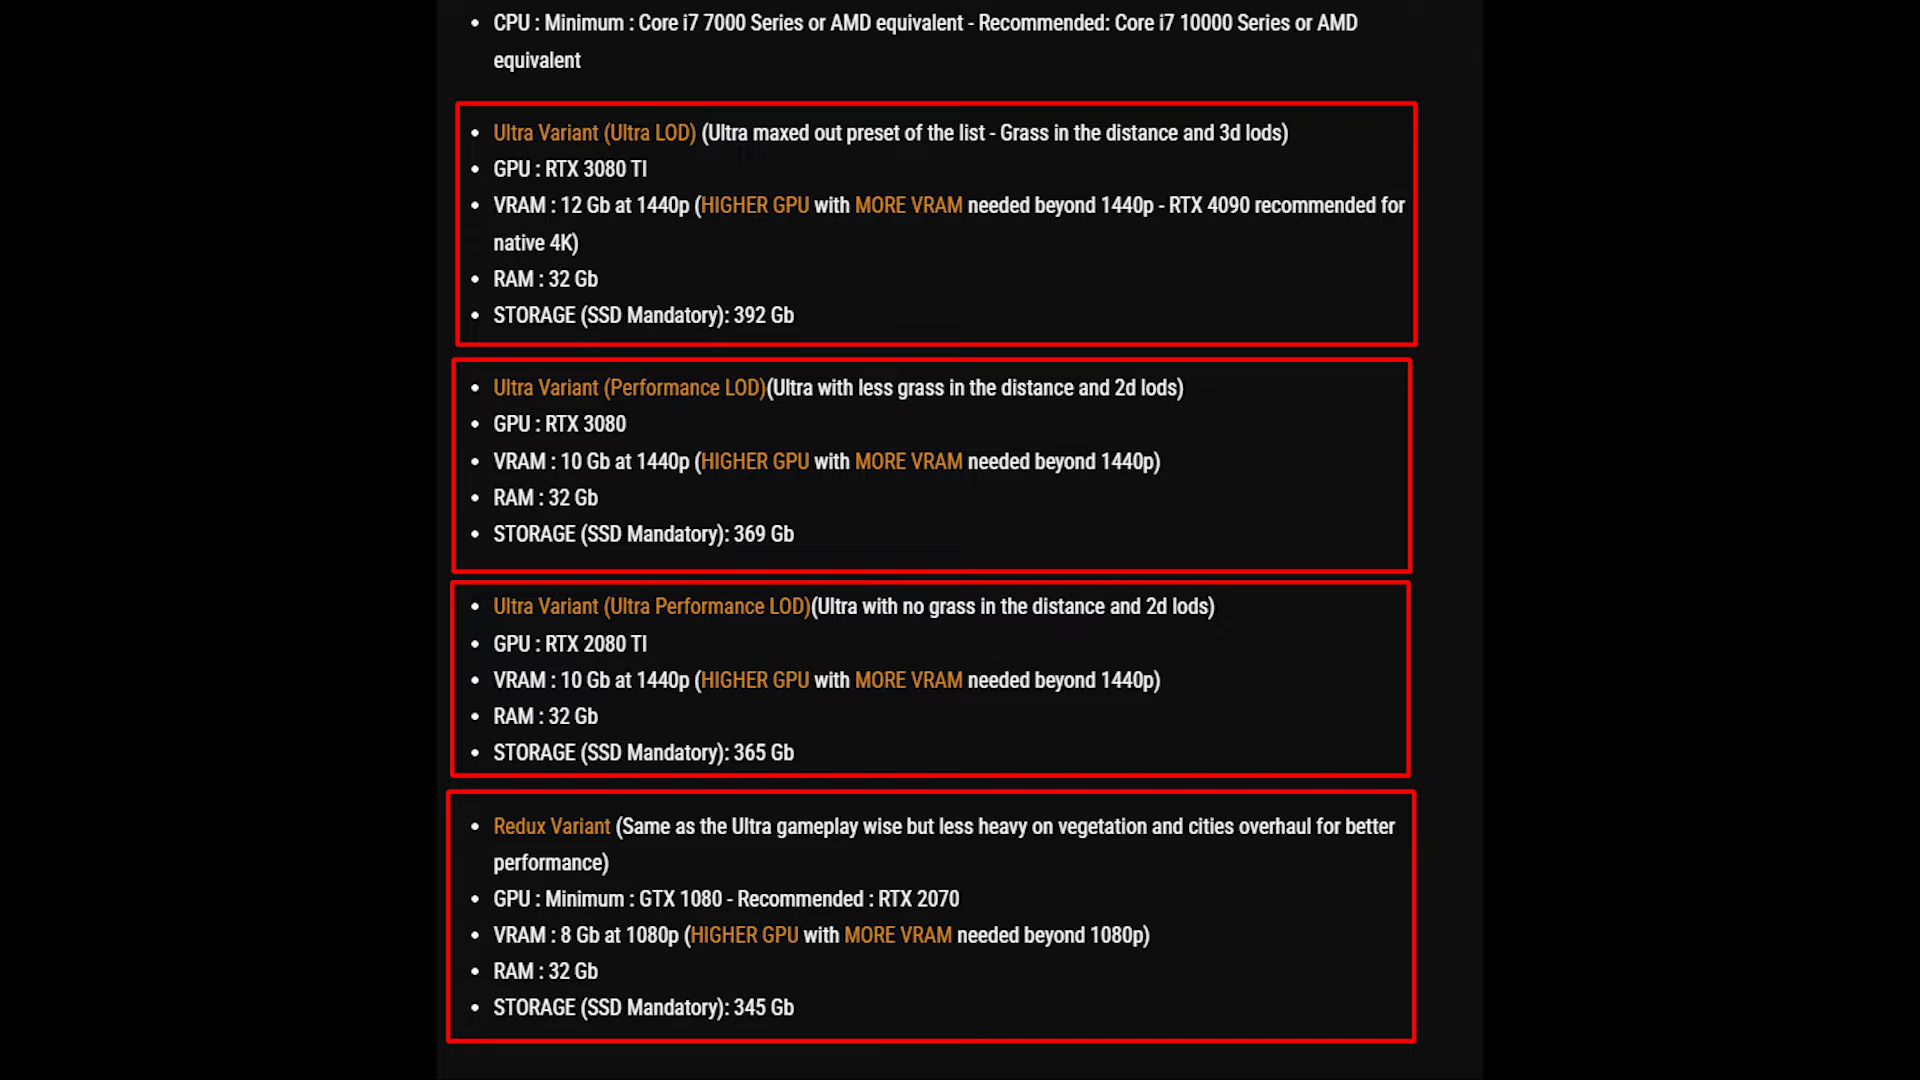 • CPU : Minimum : Core i7 7000 Series or AMD equivalent - Recommended: Core i7 10000 Series or AMD
equivalent
• Ultra Variant (Ultra LOD) (Ultra maxed out preset of the list - Grass in the distance and 3d lods)
• GPU : RTX 3080 TI
• VRAM : 12 Gb at 1440p (HIGHER GPU with MORE VRAM needed beyond 1440p - RTX 4090 recommended for
native 4K)
• RAM : 32 Gb
• STORAGE (SSD Mandatory): 392 Gb
• Ultra Variant (Performance LOD)(Ultra with less grass in the distance and 2d lods)
• GPU : RTX 3080
• VRAM : 10 Gb at 1440p (HIGHER GPU with MORE VRAM needed beyond 1440p)
• RAM : 32 Gb
• STORAGE (SSD Mandatory): 369 Gb
• Ultra Variant (Ultra Performance LOD)(Ultra with no grass in the distance and 2d lods)
• GPU : RTX 2080 TI
• VRAM : 10 Gb at 1440p (HIGHER GPU with MORE VRAM needed beyond 1440p)
• RAM : 32 Gb
• STORAGE (SSD Mandatory): 365 Gb
• Redux Variant (Same as the Ultra gameplay wise but less heavy on vegetation and cities overhaul for better
performance)
• GPU : Minimum : GTX 1080 - Recommended : RTX 2070
• VRAM : 8 Gb at 1080p (HIGHER GPU with MORE VRAM needed beyond 1080p)
• RAM : 32 Gb
• STORAGE (SSD Mandatory): 345 Gb